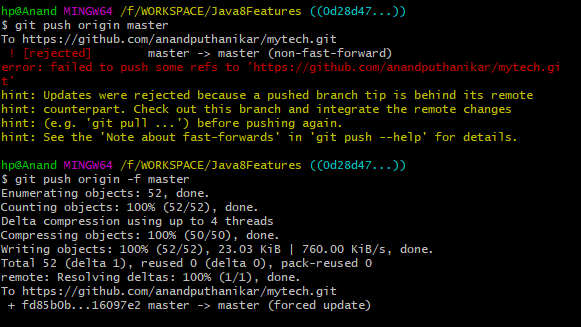 hp@Anand MINGW64 /f/WORKSPACE/Java8Features ((0d28d47...))
$ git push origin master
To https://github.com/anandputhanikar/mytech.git
 ! [rejected]        master -> master (non-fast-forward)
error: failed to push some refs to 'https://github.com/anandputhanikar/mytech.gi
t'
hint: Updates were rejected because a pushed branch tip is behind its remote
hint: counterpart. Check out this branch and integrate the remote changes
hint: (e.g. 'git pull ...') before pushing again.
hint: See the 'Note about fast-forwards' in 'git push --help' for details.

hp@Anand MINGW64 /f/WORKSPACE/Java8Features ((0d28d47...))
$ git push origin -f master
Enumerating objects: 52, done.
Counting objects: 100% (52/52), done.
Delta compression using up to 4 threads
Compressing objects: 100% (50/50), done.
Writing objects: 100% (52/52), 23.03 KiB | 760.00 KiB/s, done.
Total 52 (delta 1), reused 0 (delta 0), pack-reused 0
remote: Resolving deltas: 100% (1/1), done.
To https://github.com/anandputhanikar/mytech.git
 + fd85b0b...16097e2 master -> master (forced update)